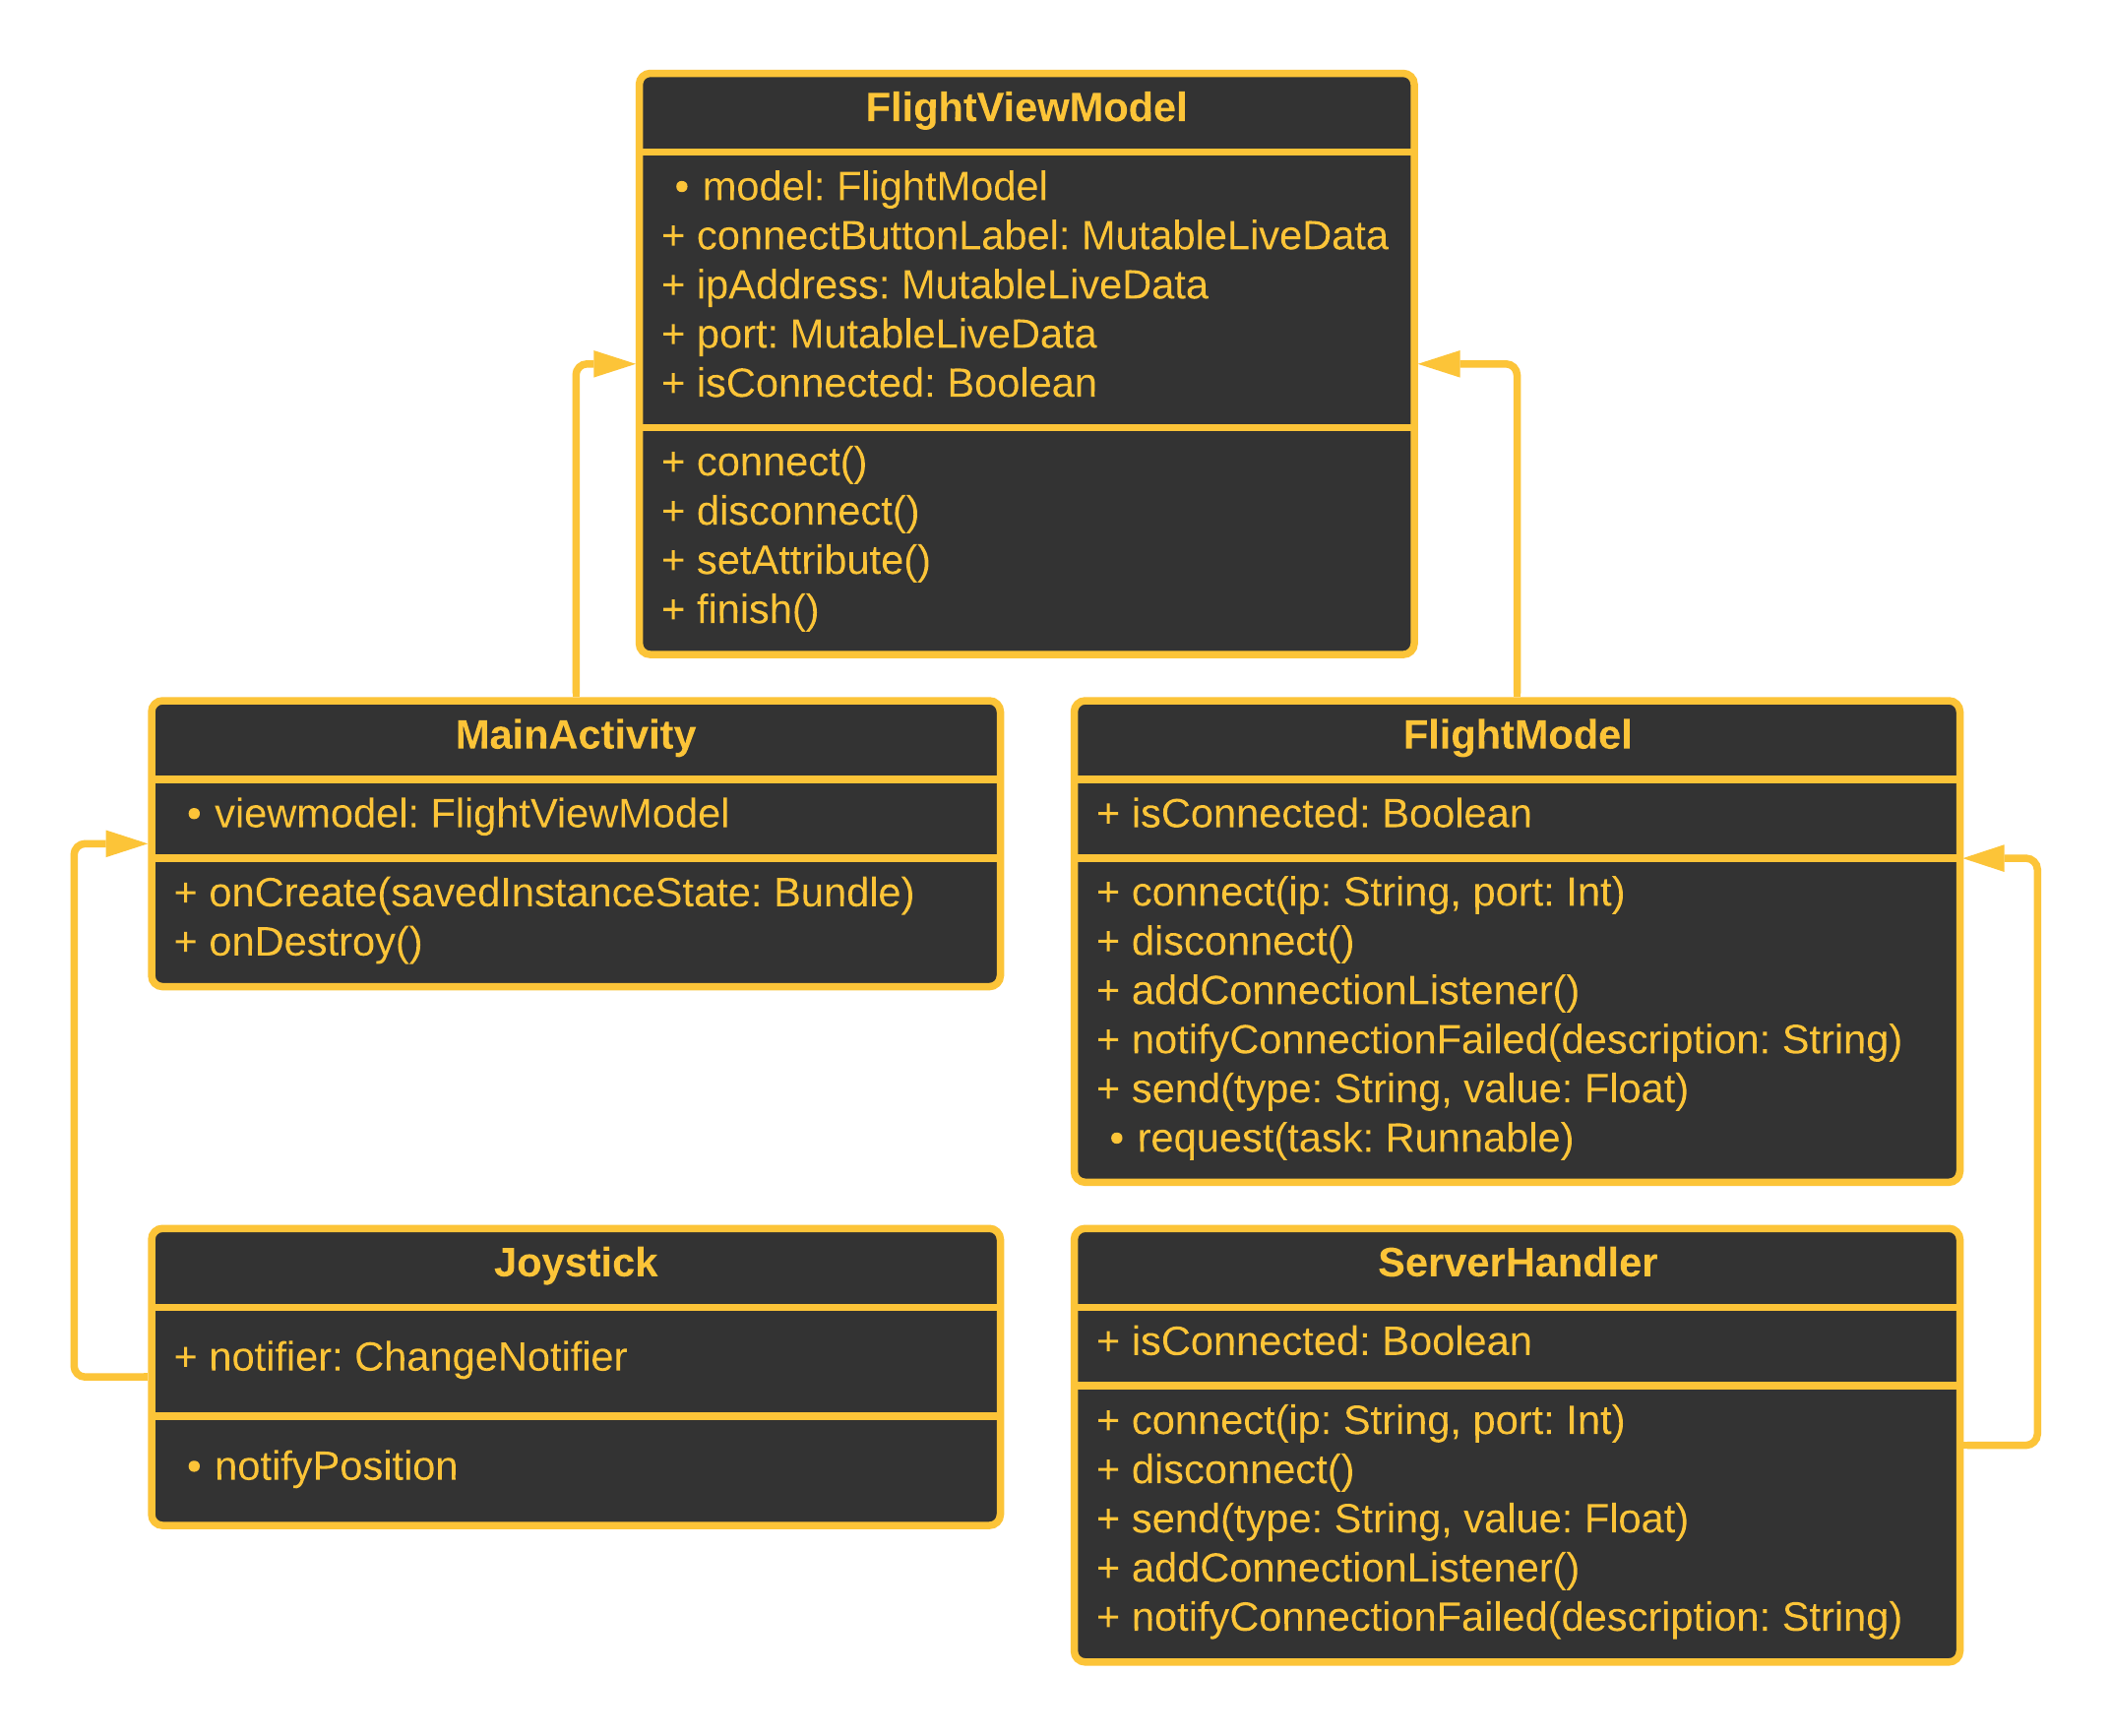 FlightViewModel
• model: FlightModel
+ connectButtonLabel: MutableLiveData
+ ipAddress: MutableLiveData
+ port: MutableLiveData
+ isConnected: Boolean
+ connect()
+ disconnect()
+ setAttribute()
+ finish()
MainActivity
• viewmodel: FlightViewModel
+ onCreate(savedInstanceState: Bundle)
+ onDestroy()
FlightModel
+ isConnected: Boolean
+ connect(ip: String, port: Int)
+ disconnect()
+ addConnectionListener()
+ notifyConnectionFailed(description: String)
+ send(type: String, value: Float)
• request(task: Runnable)
Joystick
+ notifier: ChangeNotifier
• notifyPosition
ServerHandler
+ isConnected: Boolean
+ connect(ip: String, port: Int)
+ disconnect()
+ send(type: String, value: Float)
+ addConnectionListener()
+ notifyConnectionFailed(description: String)